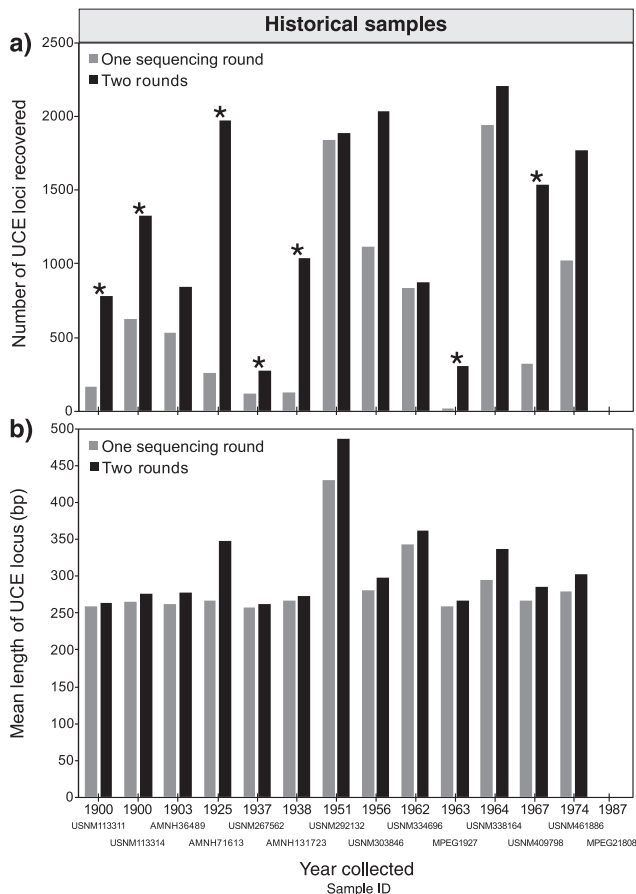 Historical samples
a)
One sequencing round
Two rounds
Number of UCE loci recovered
2500
2000
1500
1000
500
0
* * * * * * *
b)
One sequencing round
Two rounds
Mean length of UCE locus (bp)
500
450
400
350
300
250
200
150
100
50
0
1900 1900 1903 1925 1937 1938 1951 1956 1962 1963 1964 1967 1974 1987
USNM113311 AMNH36489 USNM267562 USNM292132 USNM334696 USNM338164 USNM461886
USNM113314 AMNH71613 AMNH131723 USNM303846 MPEG1927 USNM409798 MPEG21808
Year collected
Sample ID